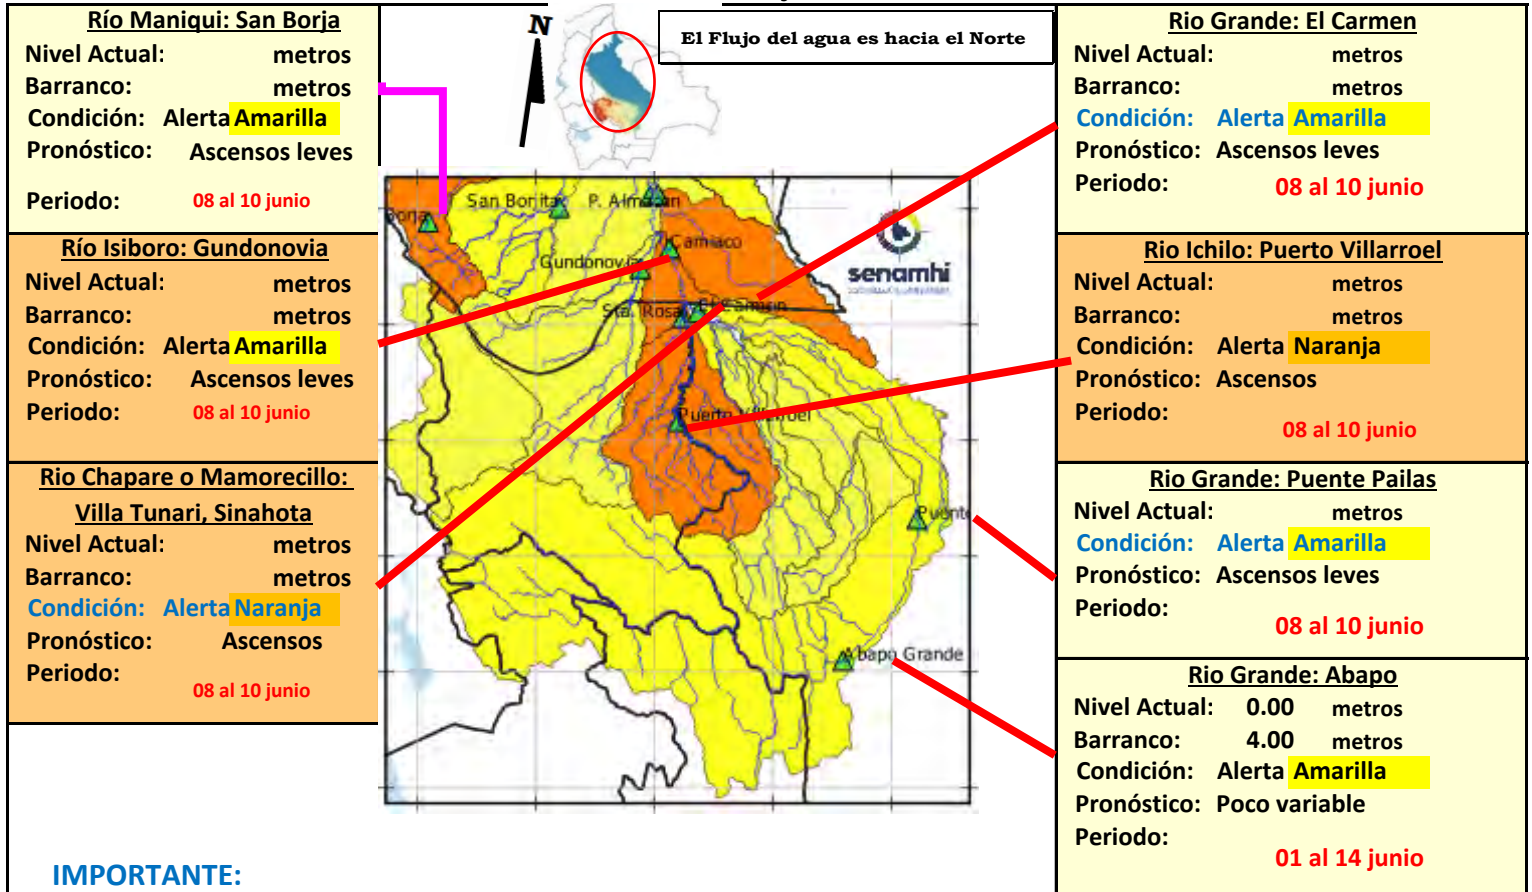 Río Maniqui: San Borja
Nivel Actual: metros
Barranco: metros
Condición: Alerta Amarilla
Pronóstico: Ascensos leves
Periodo: 08 al 10 junio
Río Isiboro: Gundonovia
Nivel Actual: metros
Barranco: metros
Condición: Alerta Amarilla
Pronóstico: Ascensos leves
Periodo: 08 al 10 junio
Rio Chapare o Mamorecillo:
Villa Tunari, Sinahota
Nivel Actual: metros
Barranco: metros
Condición: Alerta Naranja
Pronóstico: Ascensos
Periodo:
08 al 10 junio
IMPORTANTE:
N
El Flujo del agua es hacia el Norte
San Borjita
Borja
Camiaco
Gundonovia
senamhi
Sta. Rosa
El Carmen
Puerto Villarroel
Puente
Abapo Grande
Rio Grande: El Carmen
Nivel Actual: metros
Barranco: metros
Condición: Alerta Amarilla
Pronóstico: Ascensos leves
Periodo: 08 al 10 junio
Rio Ichilo: Puerto Villarroel
Nivel Actual: metros
Barranco: metros
Condición: Alerta Naranja
Pronóstico: Ascensos
Periodo:
08 al 10 junio
Rio Grande: Puente Pailas
Nivel Actual: metros
Condición: Alerta Amarilla
Pronóstico: Ascensos leves
Periodo:
08 al 10 junio
Rio Grande: Abapo
Nivel Actual: 0.00 metros
Barranco: 4.00 metros
Condición: Alerta Amarilla
Pronóstico: Poco variable
Periodo:
01 al 14 junio